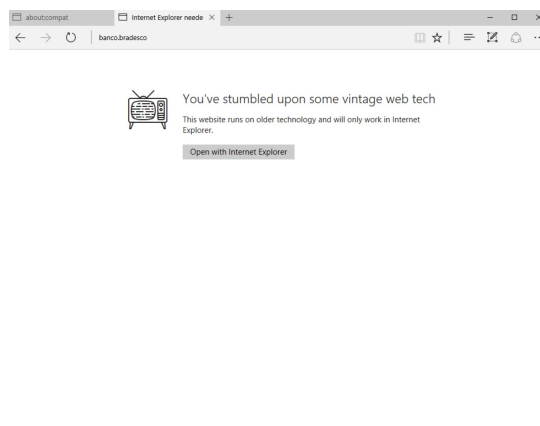 about:compat
Internet Explorer neede
banco.bradesco
You've stumbled upon some vintage web tech
This website runs on older technology and will only work in Internet
Explorer.
Open with Internet Explorer